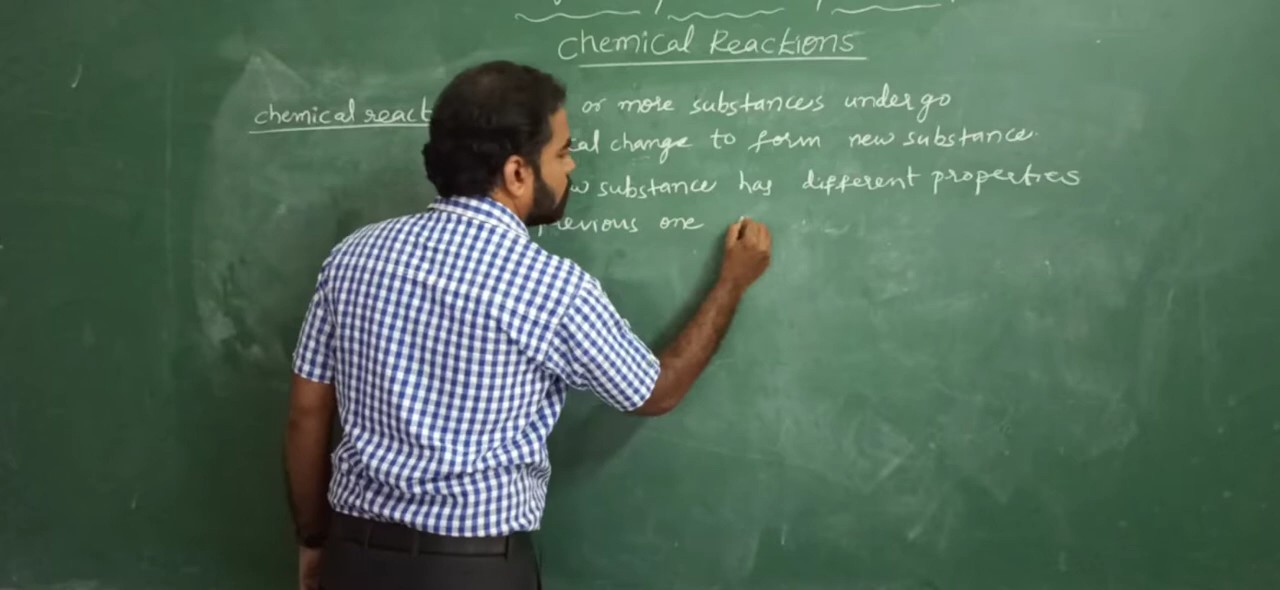 Chemical Reactions
chemical react or more substances undergo
cal change to form new substance.
w substance has different properties
previous one